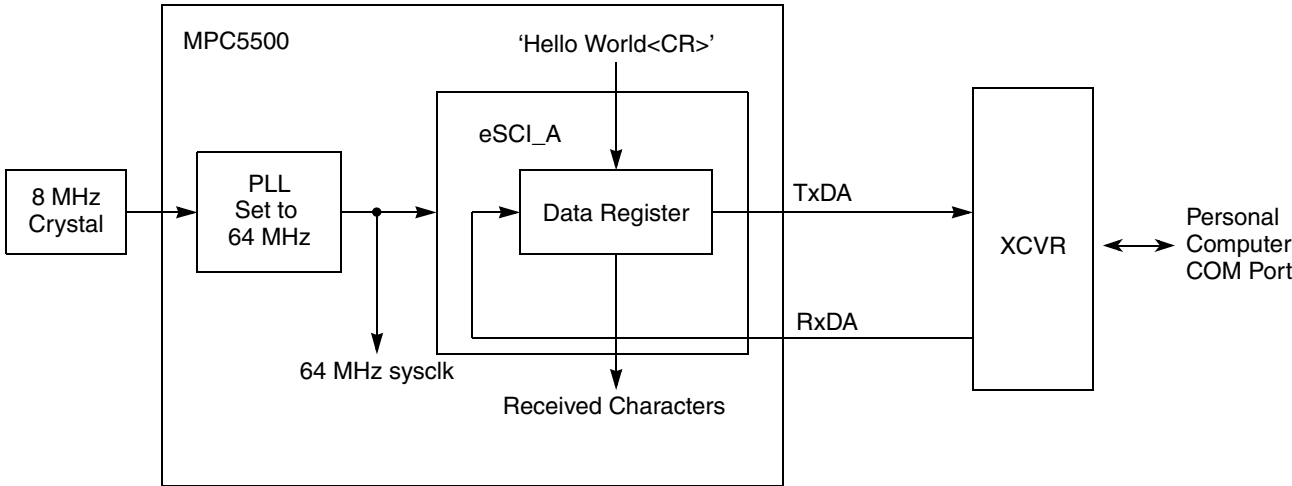 MPC5500
‘Hello World<CR>’
eSCI_A
8 MHz
Crystal
PLL
Set to
64 MHz
Data Register
TxDA
XCVR
Personal
Computer
COM Port
RxDA
64 MHz sysclk
Received Characters